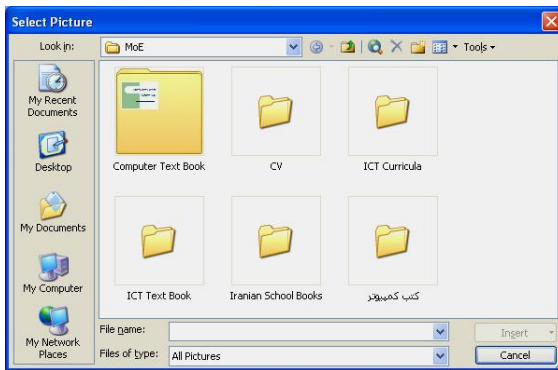 Select Picture
Look in: MoE Tools
My Recent
Documents
Desktop
My Documents
My Computer
My Network
Places
Computer Text Book
CV
ICT Curricula
ICT Text Book
Iranian School Books
کتب کمپیوتر
File name:
Insert
Files of type: All Pictures
Cancel